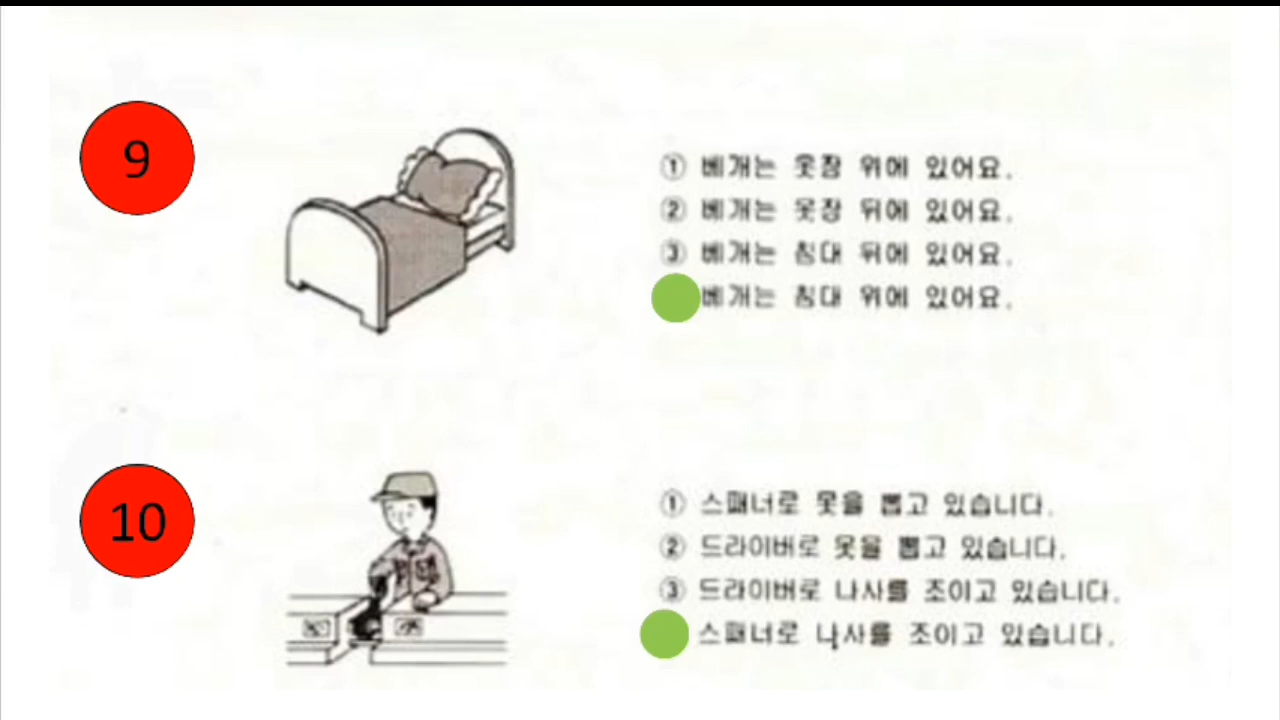 9
① 베개는 옷장 위에 있어요.
② 베개는 옷장 뒤에 있어요.
③ 베개는 침대 뒤에 있어요.
베개는 침대 위에 있어요.
10
① 스패너로 못을 뽑고 있습니다.
② 드라이버로 못을 뽑고 있습니다.
③ 드라이버로 나사를 조이고 있습니다.
스패너로 나사를 조이고 있습니다.